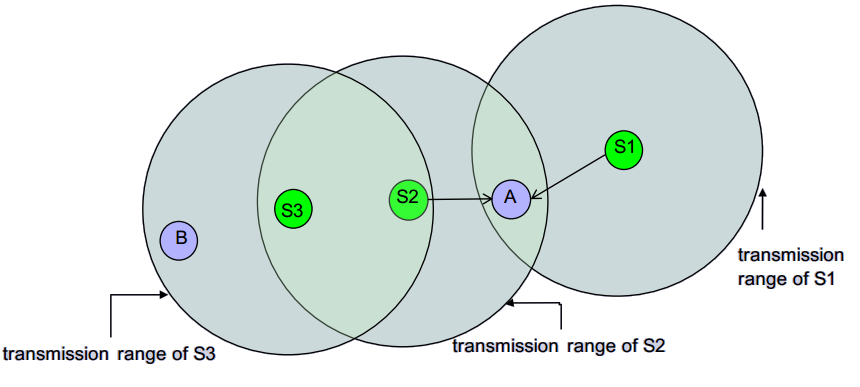 S1
S2
A
S3
B
transmission
range of S1
transmission range of S2
transmission range of S3